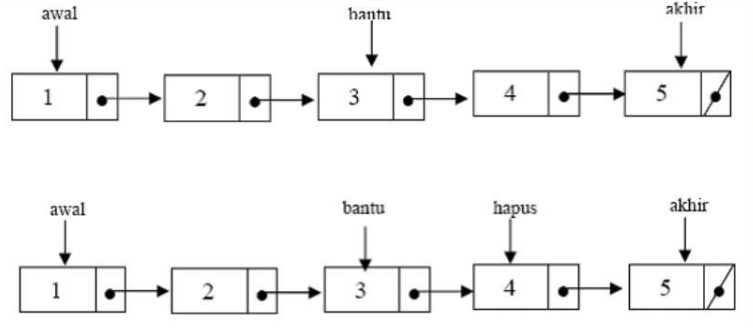 awal bantu akhir
1 2 3 4 5
awal bantu hapus akhir
1 2 3 4 5